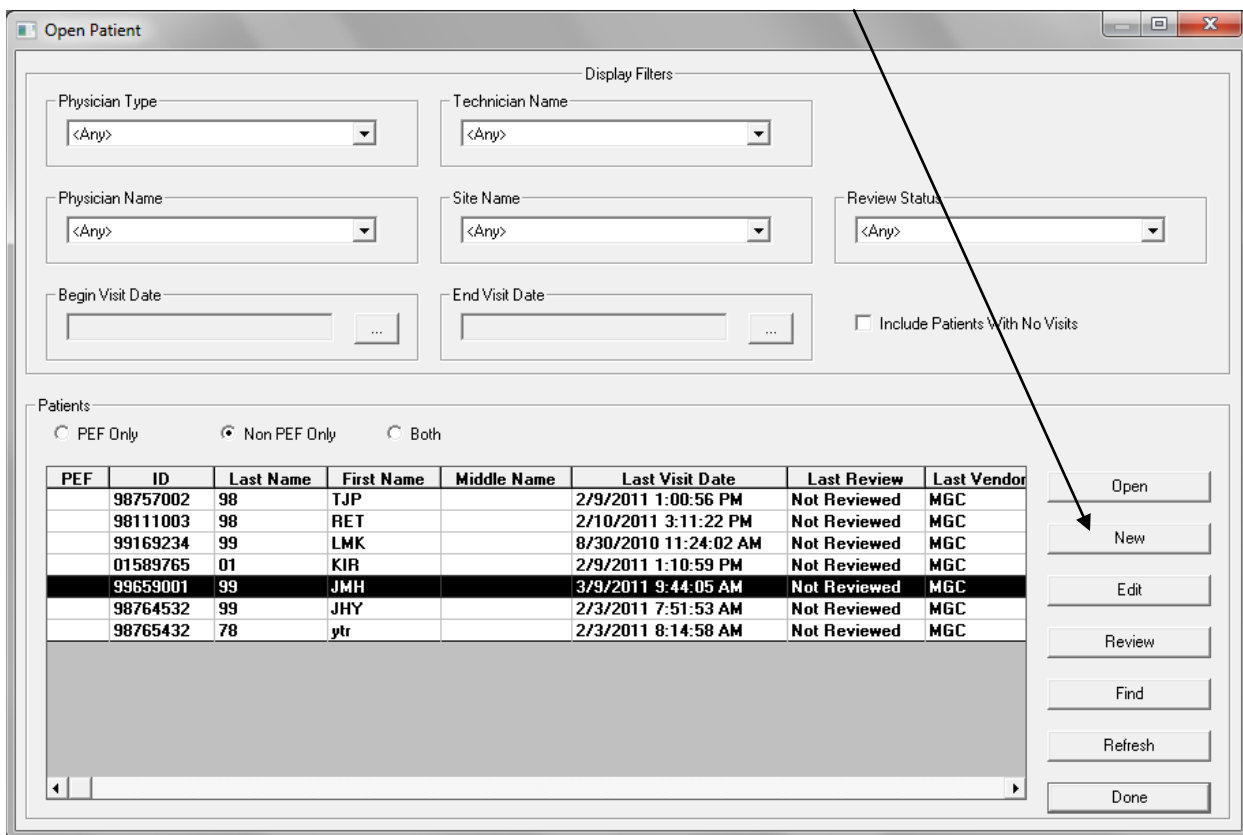 Open Patient
Display Filters
Physician Type
Technician Name
<Any>
<Any>
Physician Name
Site Name
Review Status
<Any>
<Any>
<Any>
Begin Visit Date
End Visit Date
...
...
Include Patients With No Visits
Patients
PEF Only Non PEF Only Both
PEF ID Last Name First Name Middle Name Last Visit Date Last Review Last Vendor
98757002 98 TJP 2/9/2011 1:00:56 PM Not Reviewed MGC
98111003 98 RET 2/10/2011 3:11:22 PM Not Reviewed MGC
99169234 99 LMK 8/30/2010 11:24:02 AM Not Reviewed MGC
01589765 01 KIR 2/9/2011 1:10:59 PM Not Reviewed MGC
99659001 99 JMH 3/9/2011 9:44:05 AM Not Reviewed MGC
98764532 99 JHY 2/3/2011 7:51:53 AM Not Reviewed MGC
98765432 78 ytr 2/3/2011 8:14:58 AM Not Reviewed MGC
Open
New
Edit
Review
Find
Refresh
Done